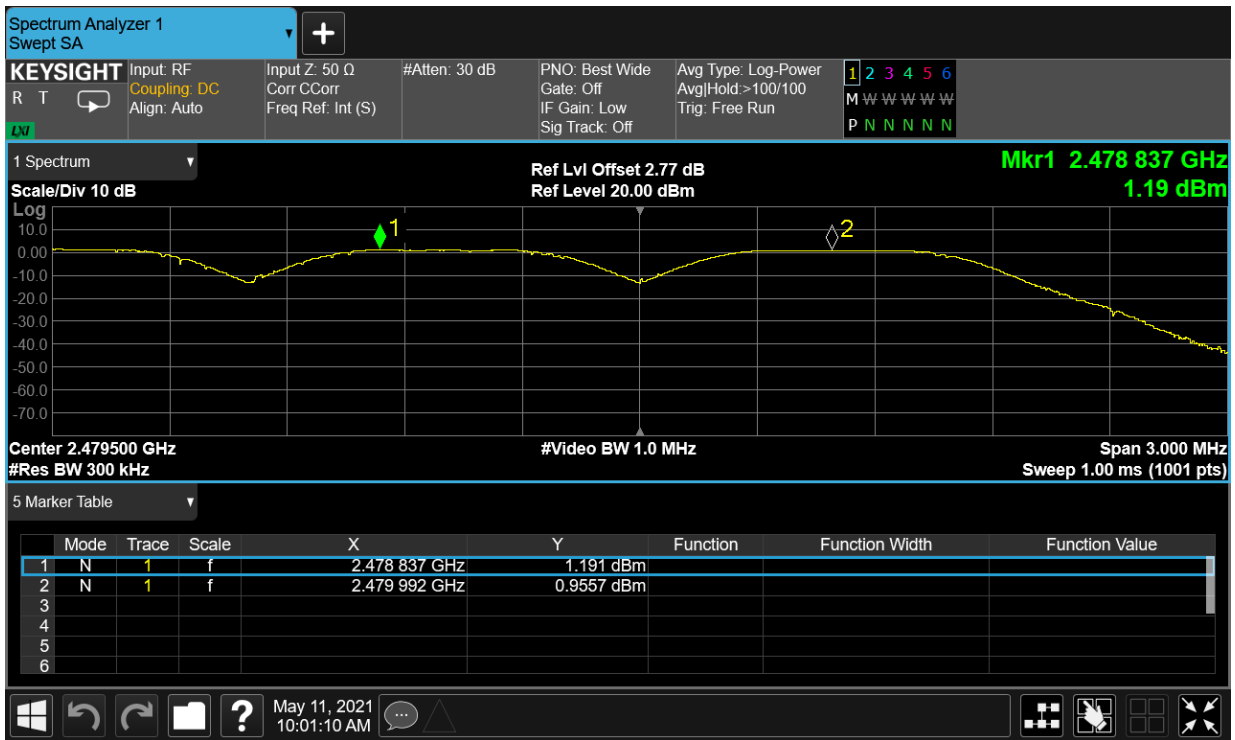 Spectrum Analyzer 1
Swept SA
+
KEYSIGHT Input: RF Input Z: 50 Ω #Atten: 30 dB PNO: Best Wide Avg Type: Log-Power 1 2 3 4 5 6
R T Coupling: DC Corr CCorr Gate: Off Avg|Hold:>100/100 M W W W W W
Align: Auto Freq Ref: Int (S) IF Gain: Low Trig: Free Run
LXI Sig Track: Off P N N N N N
1 Spectrum
Ref Lvl Offset 2.77 dB Mkr1 2.478 837 GHz
Scale/Div 10 dB Ref Level 20.00 dBm 1.19 dBm
Log
10.0
0.00
-10.0
-20.0
-30.0
-40.0
-50.0
-60.0
-70.0
1
2
Center 2.479500 GHz #Video BW 1.0 MHz Span 3.000 MHz
#Res BW 300 kHz Sweep 1.00 ms (1001 pts)
5 Marker Table
Mode Trace Scale X Y Function Function Width Function Value
1 N 1 f 2.478 837 GHz 1.191 dBm
2 N 1 f 2.479 992 GHz 0.9557 dBm
3
4
5
6
? May 11, 2021
10:01:10 AM